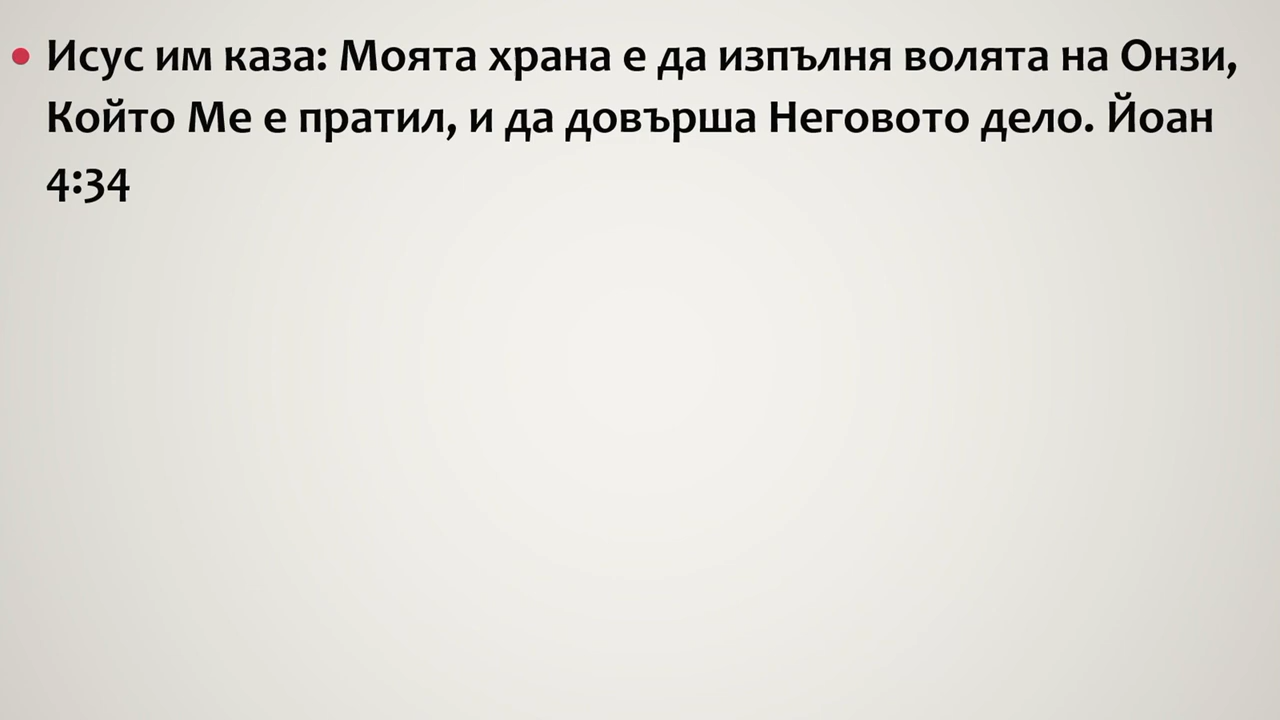 • Исус им каза: Моята храна е да изпълня волята на Онзи,
Който Ме е пратил, и да довърша Неговото дело. Йоан
4:34